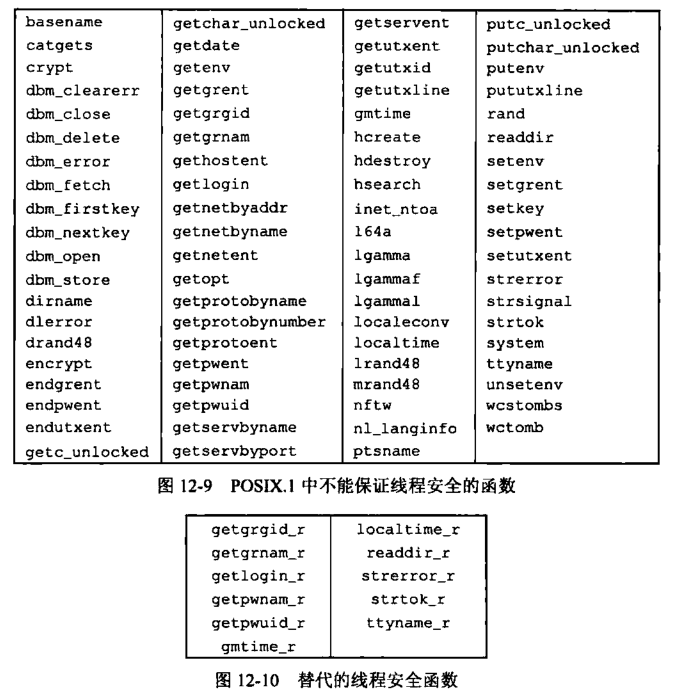 basename getchar_unlocked getservent putc_unlocked
catgets getdate getutxent putchar_unlocked
crypt getenv getutxid putenv
dbm_clearerr getgrent getutxline pututxline
dbm_close getgrgid gmtime rand
dbm_delete getgrnam hcreate readdir
dbm_error gethostent hdestroy setenv
dbm_fetch getlogin hsearch setgrent
dbm_firstkey getnetbyaddr inet_ntoa setkey
dbm_nextkey getnetbyname l64a setpwent
dbm_open getnetent lgamma setutxent
dbm_store getopt lgammaf strerror
dirname getprotobyname lgammal strsignal
dlerror getprotobynumber localeconv strtok
drand48 getprotoent localtime system
encrypt getpwent lrand48 ttyname
endgrent getpwnam mrand48 unsetenv
endpwent getpwuid nftw wcstombs
endutxent getservbyname nl_langinfo wctomb
getc_unlocked getservbyport ptsname
图 12-9 POSIX.1 中不能保证线程安全的函数
getgrgid_r localtime_r
getgrnam_r readdir_r
getlogin_r strerror_r
getpwnam_r strtok_r
getpwuid_r ttyname_r
gmtime_r
图 12-10 替代的线程安全函数